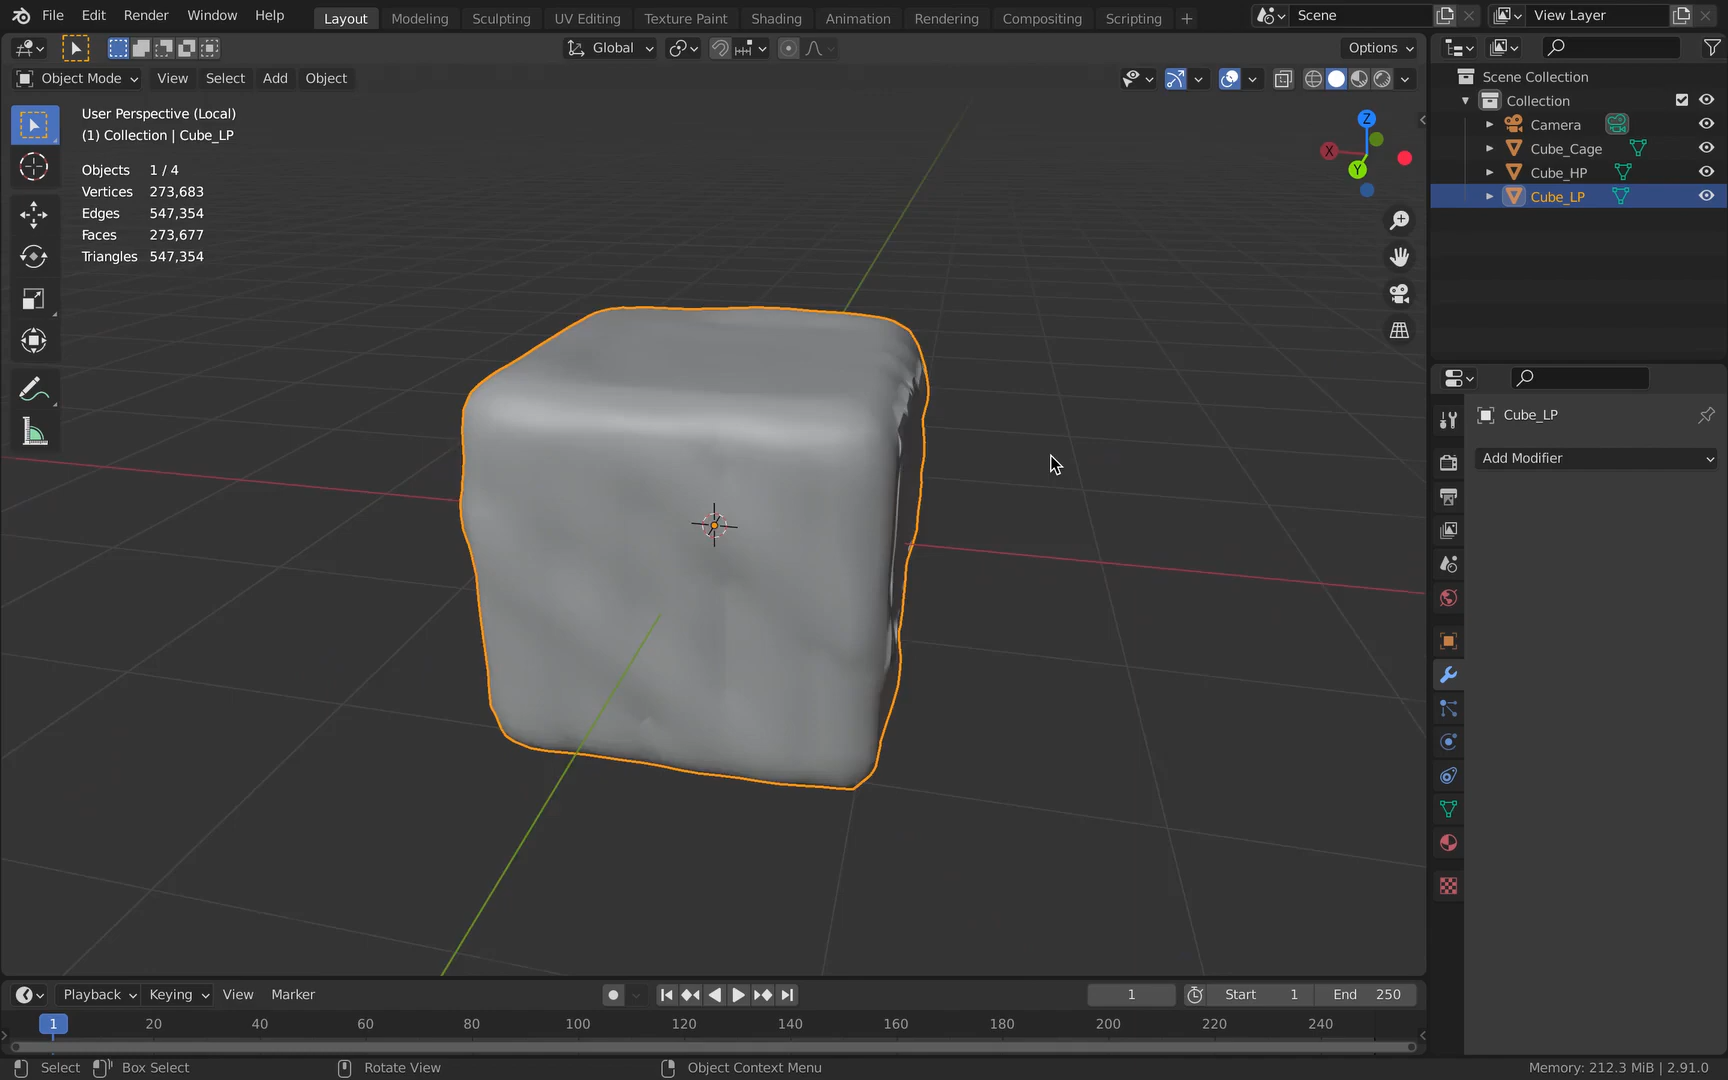 File Edit Render Window Help Layout Modeling Sculpting UV Editing Texture Paint Shading Animation Rendering Compositing Scripting + Scene View Layer
Global Options
Object Mode View Select Add Object
Scene Collection
Collection
Camera
Cube_Cage
Cube_HP
Cube_LP
User Perspective (Local)
(1) Collection | Cube_LP
Objects 1 / 4
Vertices 273,683
Edges 547,354
Faces 273,677
Triangles 547,354
Z
X
Y
Cube_LP
Add Modifier
Playback Keying View Marker 1 Start 1 End 250
1 20 40 60 80 100 120 140 160 180 200 220 240
Select Box Select Rotate View Object Context Menu Memory: 212.3 MiB | 2.91.0